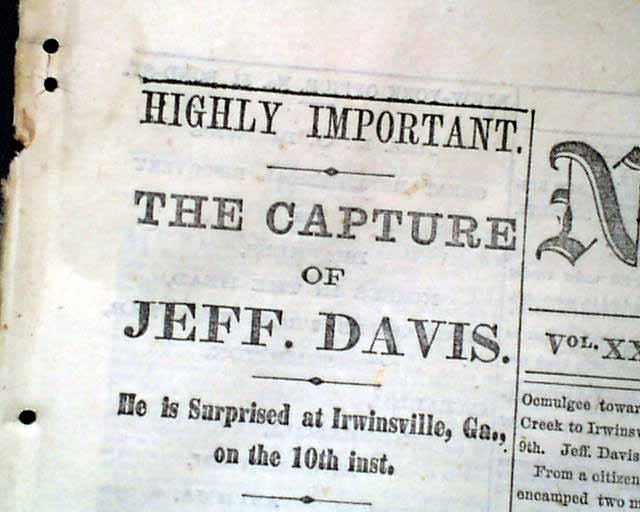 HIGHLY IMPORTANT.
THE CAPTURE
OF
JEFF. DAVIS.
He is Surprised at Irwinsville, Ga.,
on the 10th inst.
N
VOL. XX
Ocmulgee towar
Creek to Irwinsv
9th. Jeff. Davis
From a citizen
encamped two m